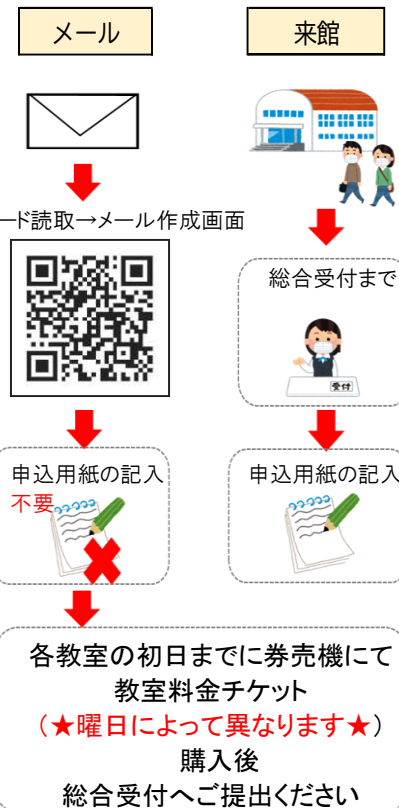 メール
来館
ード読取→メール作成画面
総合受付まで
受付
申込用紙の記入
不要
申込用紙の記入
各教室の初日までに券売機にて
教室料金チケット
（★曜日によって異なります★）
購入後
総合受付へご提出ください